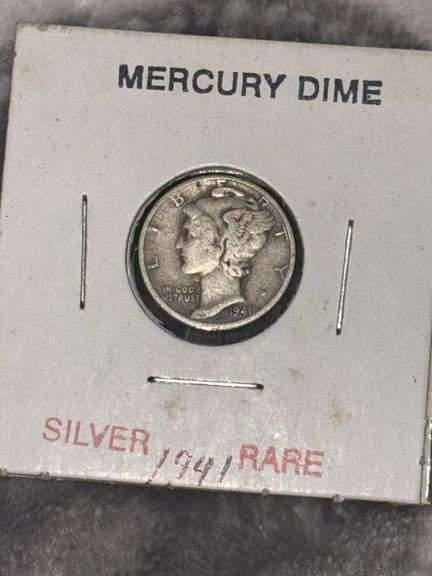 MERCURY DIME
LIBERTY
IN GOD
WE TRUST
1941
SILVER 1941 RARE